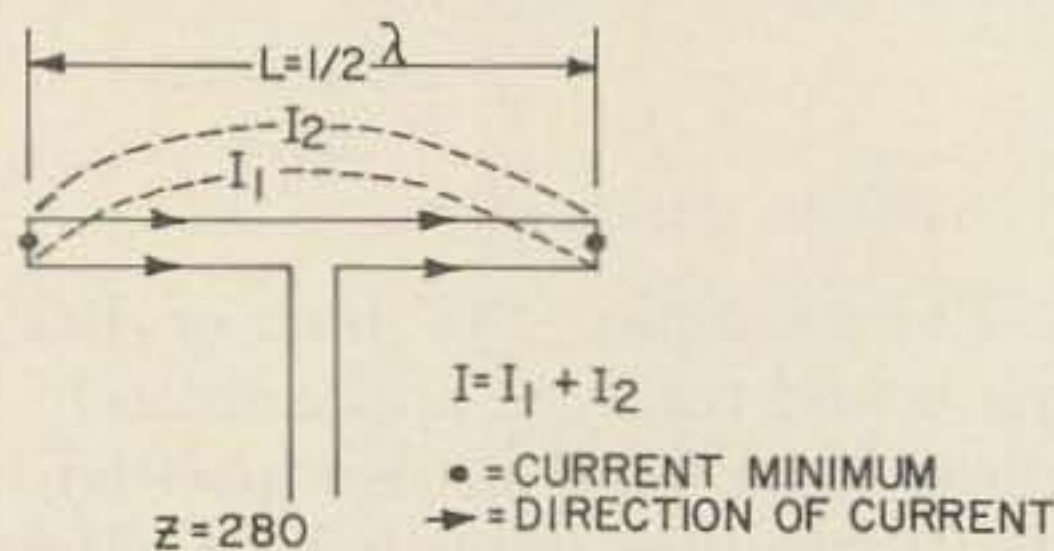 L=1/2 λ
I2
I1
I=I1 + I2
• = CURRENT MINIMUM
→ = DIRECTION OF CURRENT
Z=280